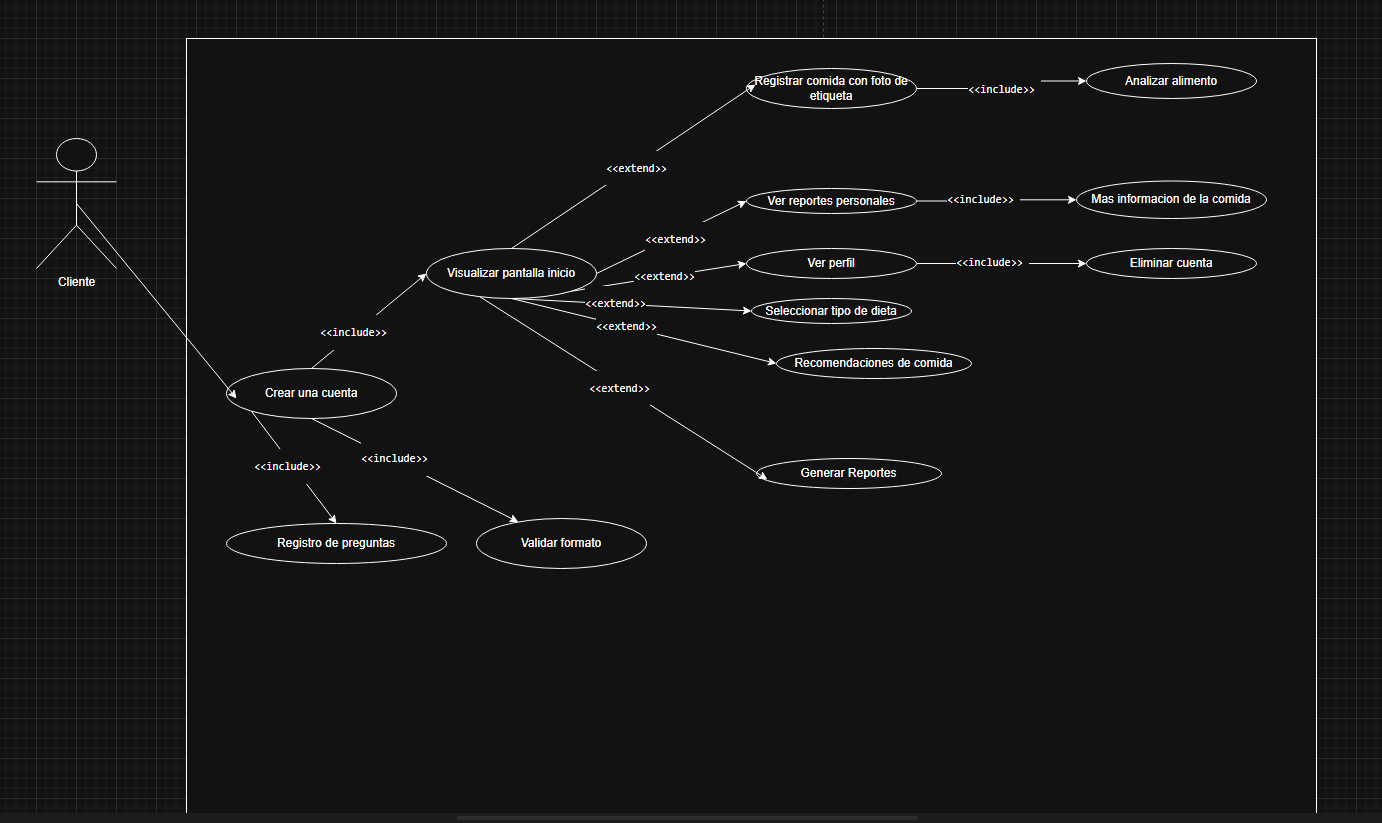 Registrar comida con foto de
etiqueta
<<include>>
Analizar alimento
<<extend>>
Ver reportes personales
<<include>>
Mas informacion de la comida
<<extend>>
Visualizar pantalla inicio
Ver perfil
<<include>>
Eliminar cuenta
<<extend>>
Cliente
<<extend>>
Seleccionar tipo de dieta
<<extend>>
<<include>>
Recomendaciones de comida
Crear una cuenta
<<extend>>
<<include>>
<<include>>
Generar Reportes
Registro de preguntas
Validar formato